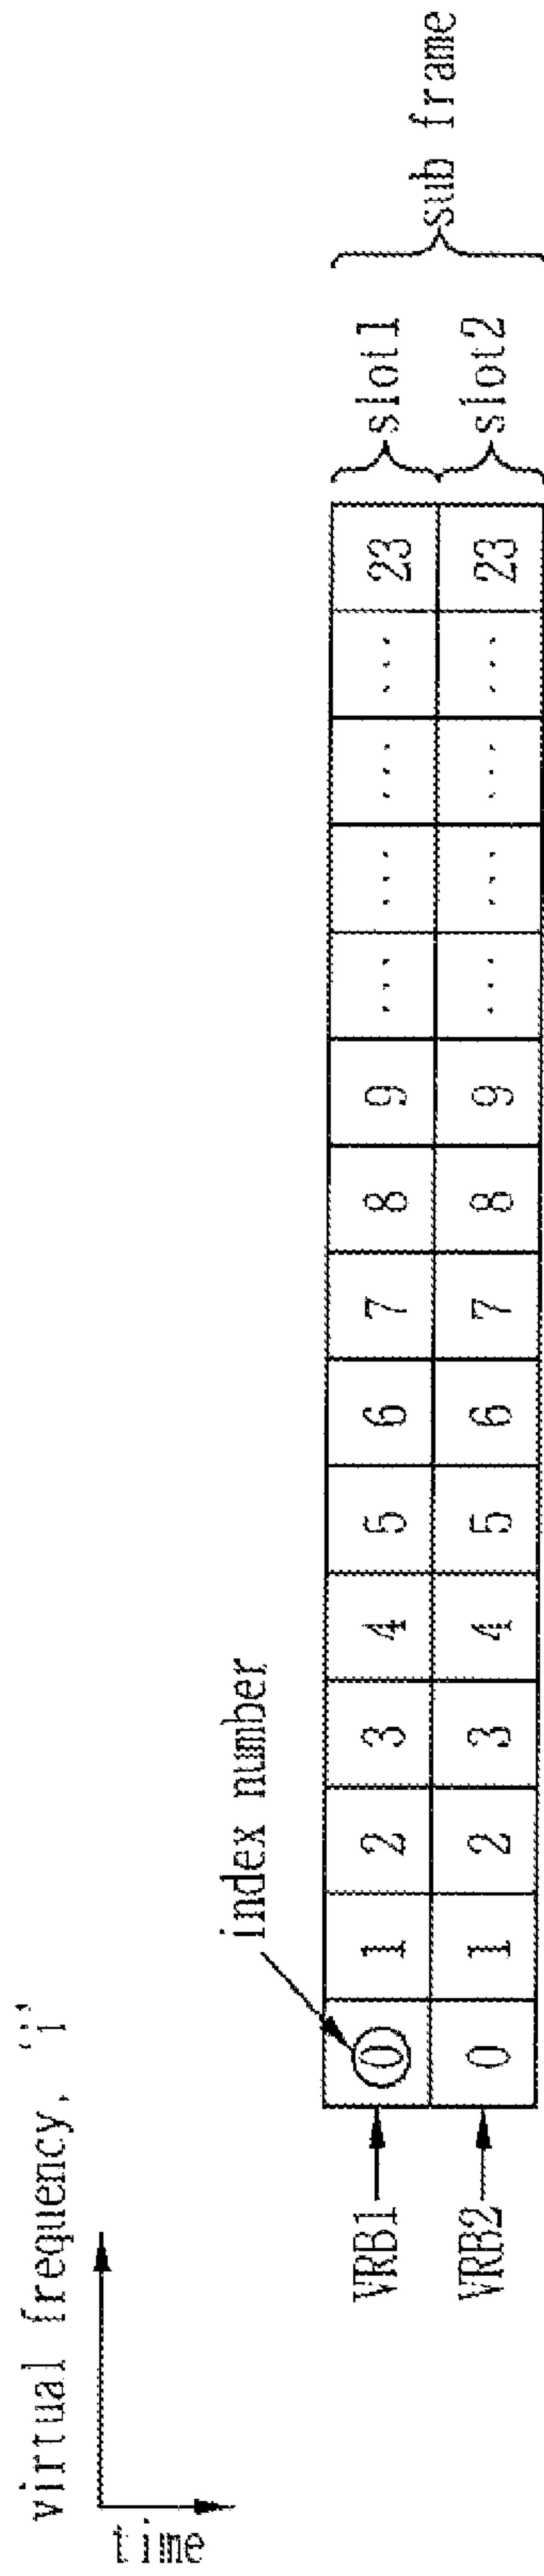 virtual frequency, 'i'
time
index number
VRB1 0 1 2 3 4 5 6 7 8 9 ... ... ... ... 23 slot1
VRB2 0 1 2 3 4 5 6 7 8 9 ... ... ... ... 23 slot2
sub frame